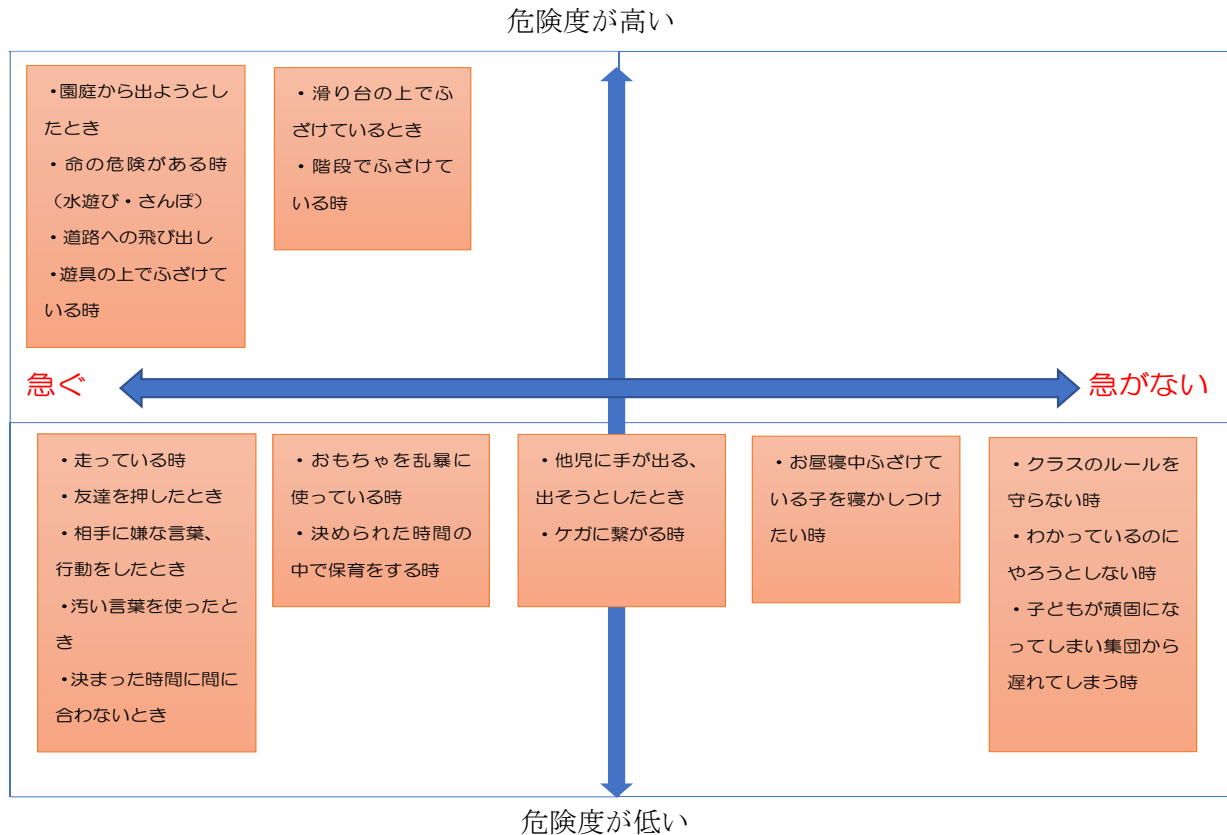 危険度が高い
・園庭から出ようとし
たとき
・命の危険がある時
（水遊び・さんぽ）
・道路への飛び出し
・遊具の上でふざけて
いる時
・滑り台の上でふ
ざけているとき
・階段でふざけて
いる時
急ぐ
急がない
・走っている時
・友達を押したとき
・相手に嫌な言葉、
行動をしたとき
・汚い言葉を使ったと
き
・決まった時間に間に
合わないとき
・おもちゃを乱暴に
使っている時
・決められた時間の
中で保育をする時
・他児に手が出る、
出そうとしたとき
・ケガに繋がる時
・お昼寝中ふざけて
いる子を寝かしつけ
たい時
・クラスのルールを
守らない時
・わかっているのに
やろうとしない時
・子どもが頑固にな
ってしまい集団から
遅れてしまう時
危険度が低い